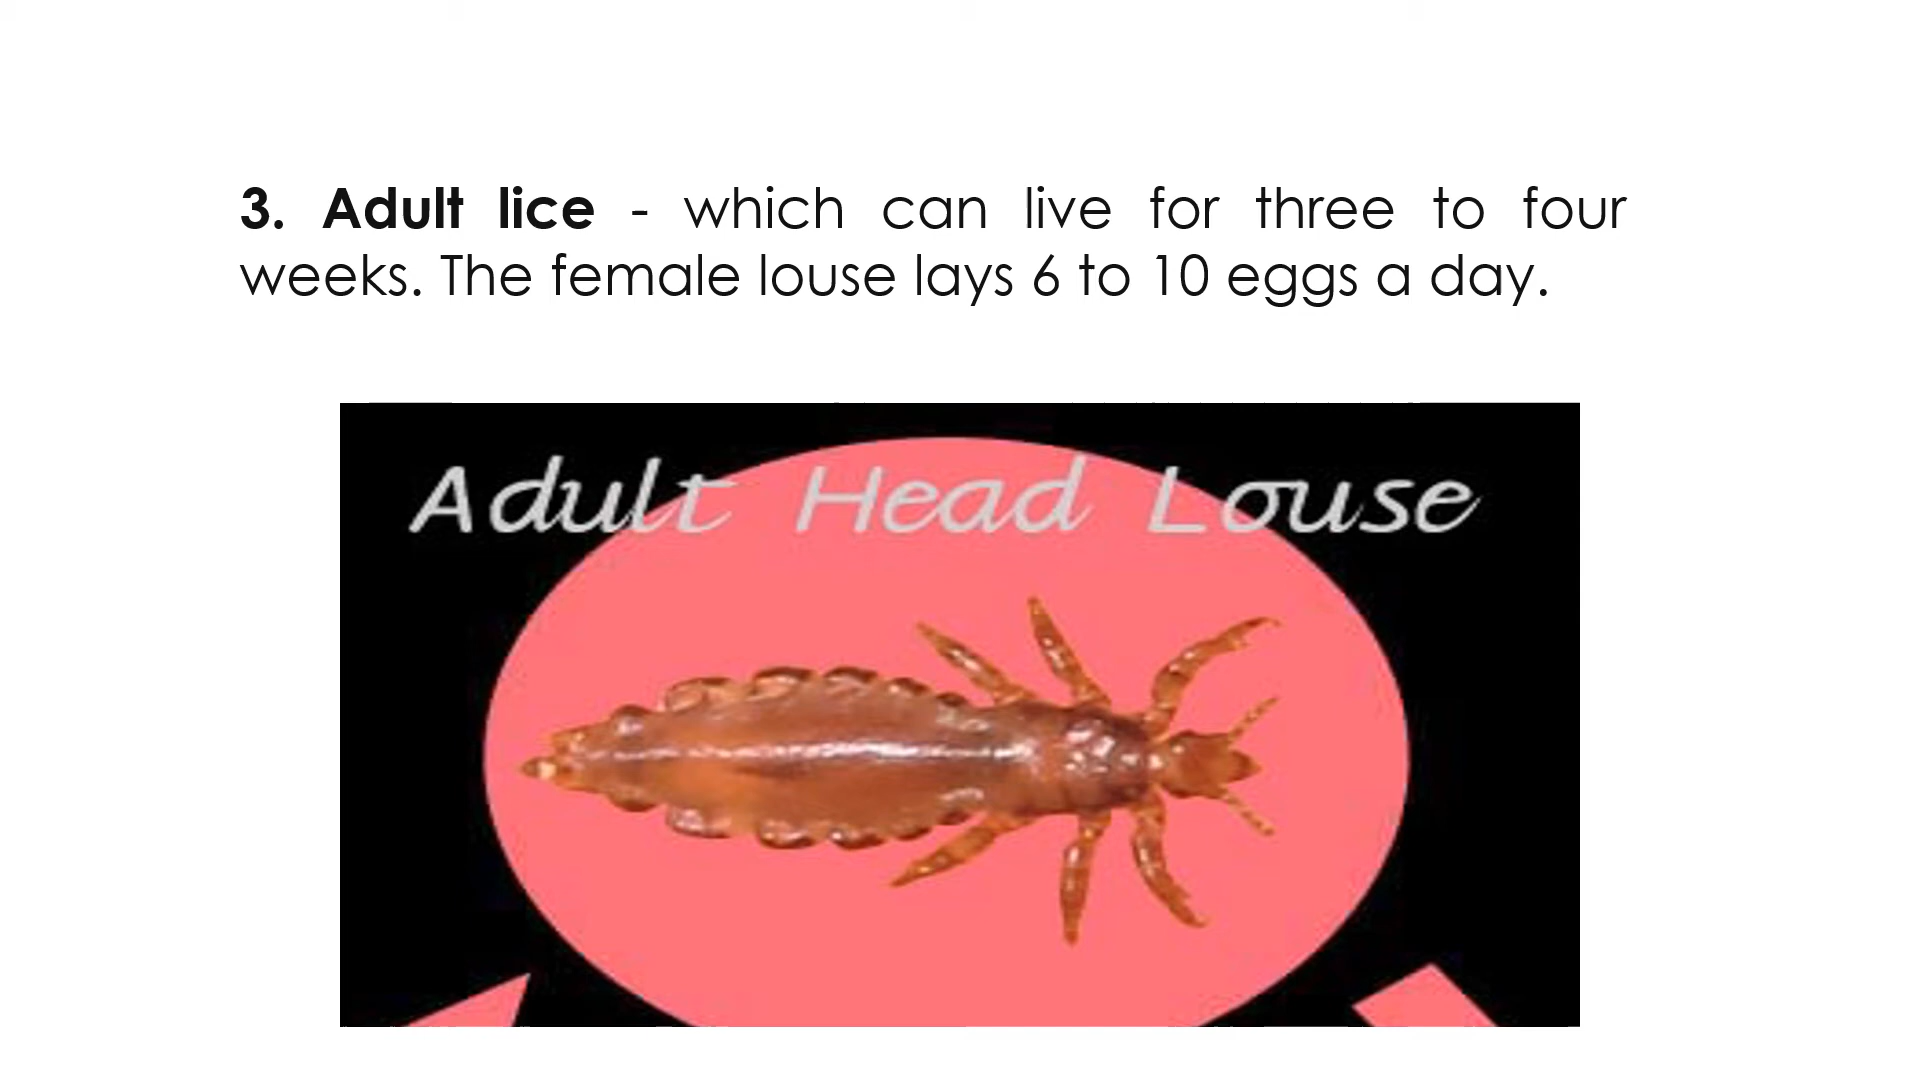 3. Adult lice - which can live for three to four
weeks. The female louse lays 6 to 10 eggs a day.
Adult Head Louse